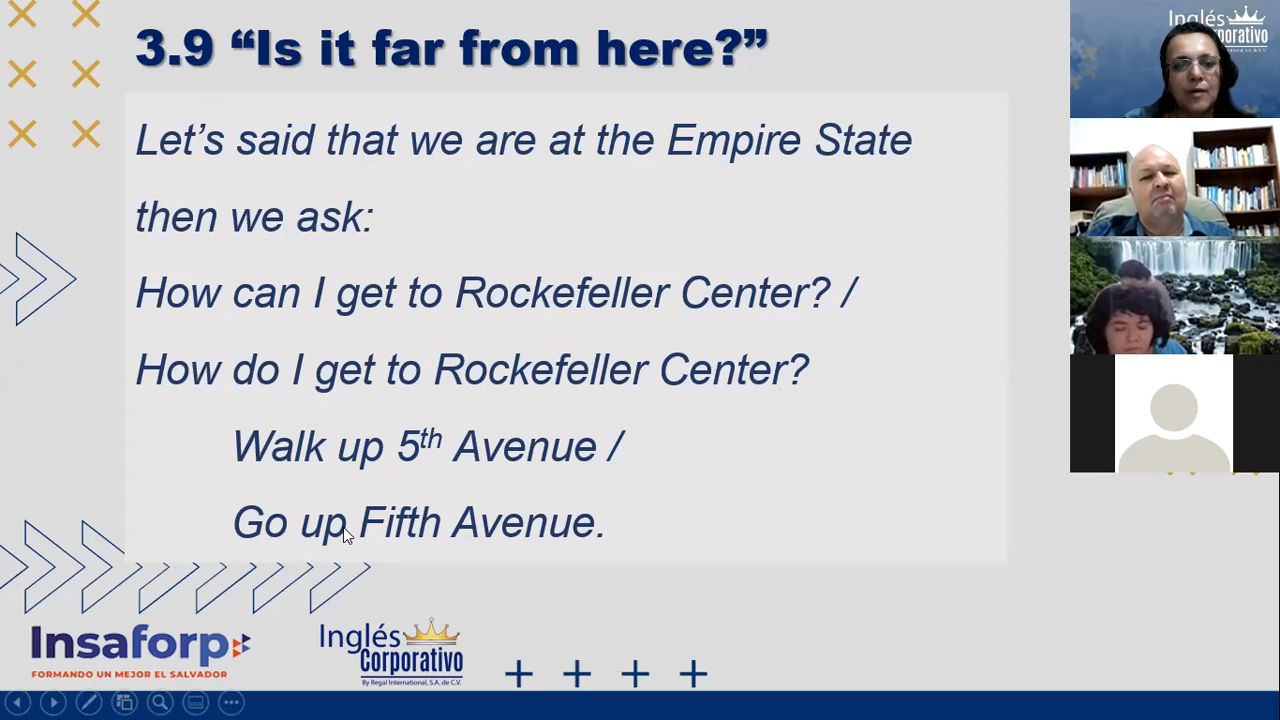 3.9 “Is it far from here?”
Let’s said that we are at the Empire State
then we ask:
How can I get to Rockefeller Center? /
How do I get to Rockefeller Center?
Walk up 5th Avenue /
Go up Fifth Avenue.
Insaforp
FORMANDO UN MEJOR EL SALVADOR
Inglés
Corporativo
By Regal International, S.A. de C.V.
Inglés
Corporativo